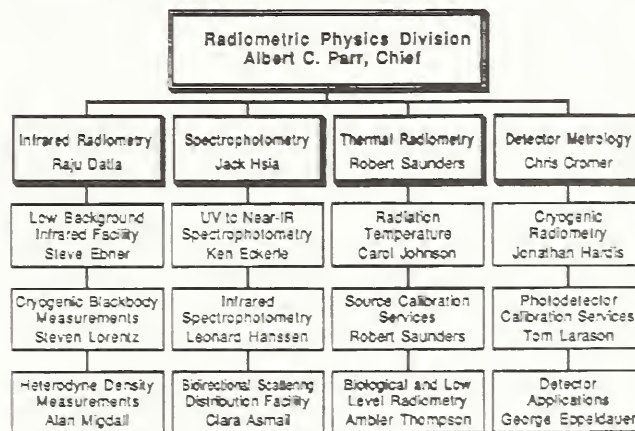 Radiometric Physics Division
Albert C. Parr, Chief
Infrared Radiometry
Raju Datla
Spectrophotometry
Jack Hsia
Thermal Radiometry
Robert Saunders
Detector Metrology
Chris Cromer
Low Background
Infrared Facility
Steve Ebner
UV to Near-IR
Spectrophotometry
Ken Eckerle
Radiation
Temperature
Carol Johnson
Cryogenic
Radiometry
Jonathan Hardis
Cryogenic Blackbody
Measurements
Steven Lorentz
Infrared
Spectrophotometry
Leonard Hanssen
Source Calibration
Services
Robert Saunders
Photodetector
Calibration Services
Tom Larason
Heterodyne Density
Measurements
Alan Migdall
Bidirectional Scattering
Distribution Facility
Clara Asmail
Biological and Low
Level Radiometry
Ambler Thompson
Detector
Applications
George Eppeldauer